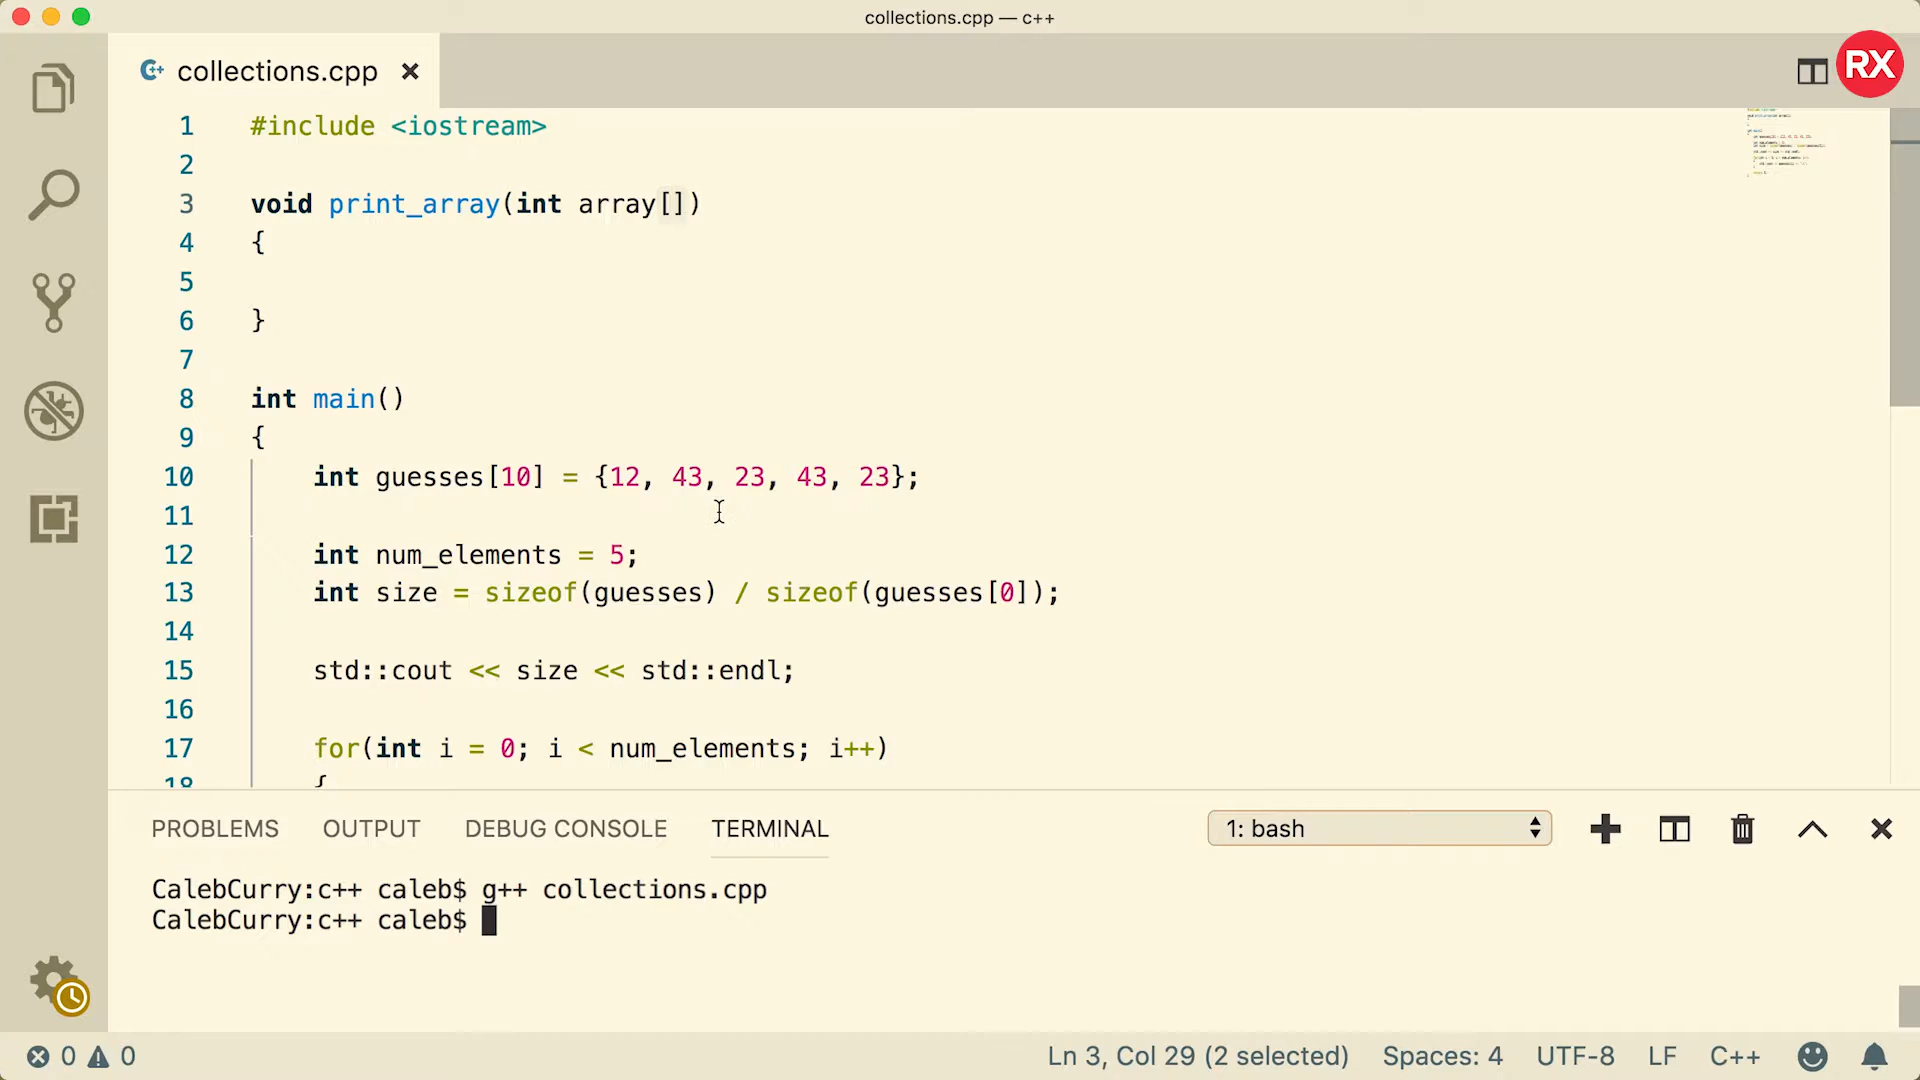 collections.cpp — c++
collections.cpp
RX
1 #include <iostream>
2
3 void print_array(int array[])
4 {
5
6 }
7
8 int main()
9 {
10 int guesses[10] = {12, 43, 23, 43, 23};
11
12 int num_elements = 5;
13 int size = sizeof(guesses) / sizeof(guesses[0]);
14
15 std::cout << size << std::endl;
16
17 for(int i = 0; i < num_elements; i++)
18 {
PROBLEMS OUTPUT DEBUG CONSOLE TERMINAL 1: bash
CalebCurry:c++ caleb$ g++ collections.cpp
CalebCurry:c++ caleb$
0 0 Ln 3, Col 29 (2 selected) Spaces: 4 UTF-8 LF C++